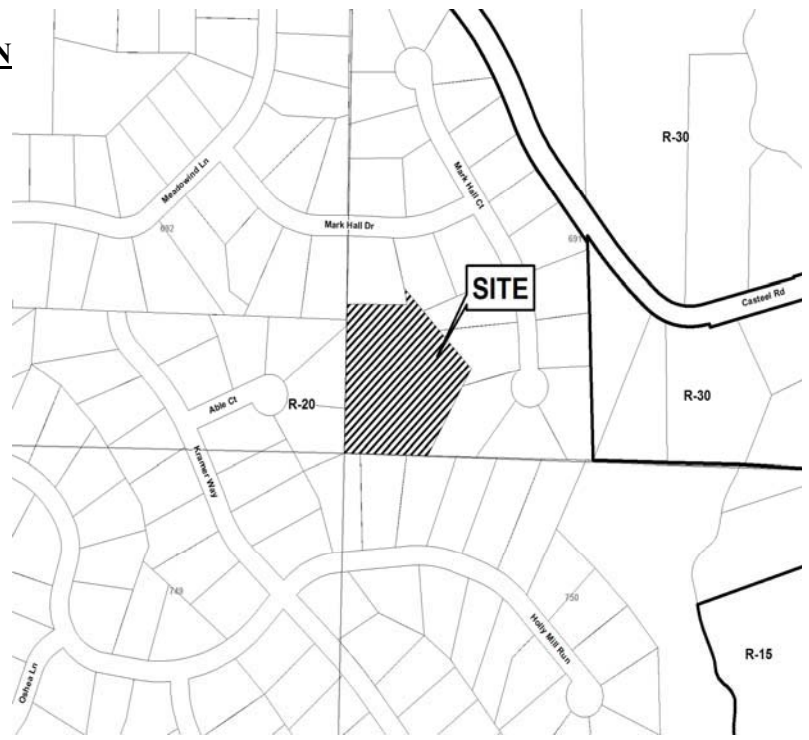 N
R-30
Meadowind Ln
Mark Hall Ct
692
Mark Hall Dr
691
SITE
Casteel Rd
Able Ct
R-20
R-30
Kramer Way
749
750
Holly Mill Run
R-15
Oshea Ln